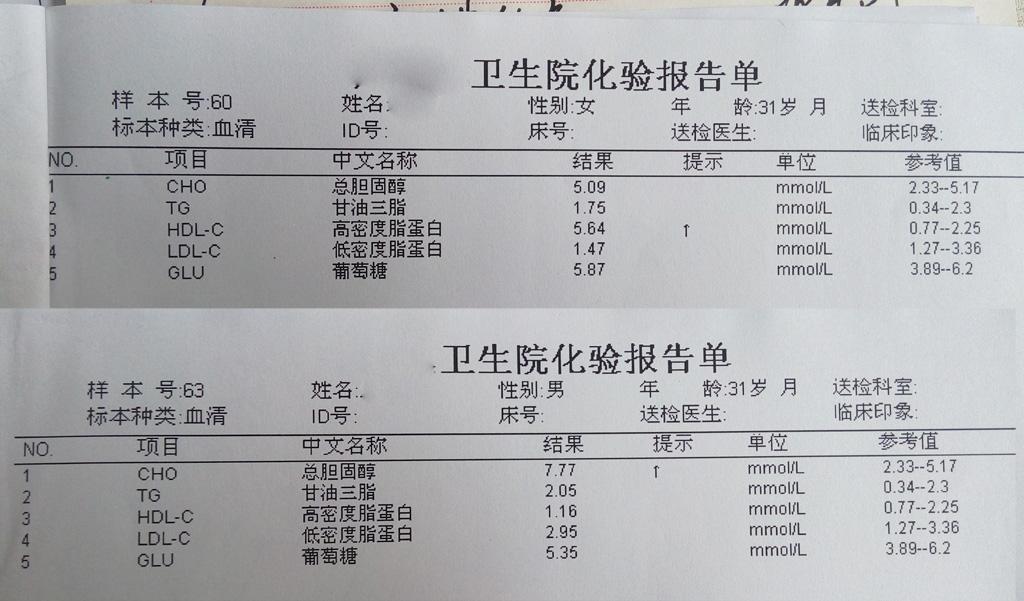 卫生院化验报告单
样 本 号:60 姓名: 性别:女 年 龄:31岁 月 送检科室:
标本种类:血清 ID号: 床号: 送检医生: 临床印象:
NO. 项目 中文名称 结果 提示 单位 参考值
1 CHO 总胆固醇 5.09 mmol/L 2.33--5.17
2 TG 甘油三脂 1.75 mmol/L 0.34--2.3
3 HDL-C 高密度脂蛋白 5.64 ↑ mmol/L 0.77--2.25
4 LDL-C 低密度脂蛋白 1.47 mmol/L 1.27--3.36
5 GLU 葡萄糖 5.87 mmol/L 3.89--6.2
卫生院化验报告单
样 本 号:63 姓名: 性别:男 年 龄:31岁 月 送检科室:
标本种类:血清 ID号: 床号: 送检医生: 临床印象:
NO. 项目 中文名称 结果 提示 单位 参考值
1 CHO 总胆固醇 7.77 ↑ mmol/L 2.33--5.17
2 TG 甘油三脂 2.05 mmol/L 0.34--2.3
3 HDL-C 高密度脂蛋白 1.16 mmol/L 0.77--2.25
4 LDL-C 低密度脂蛋白 2.95 mmol/L 1.27--3.36
5 GLU 葡萄糖 5.35 mmol/L 3.89--6.2